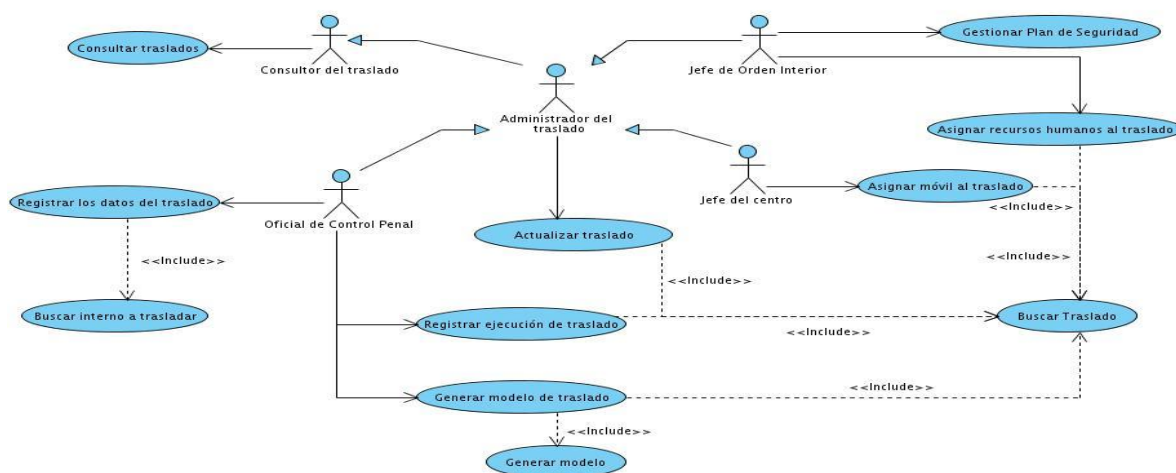 Consultar traslados
Consultor del traslado
Jefe de Orden Interior
Gestionar Plan de Seguridad
Administrador del
traslado
Asignar recursos humanos al traslado
Registrar los datos del traslado
Oficial de Control Penal
Jefe del centro
Asignar móvil al traslado
<<Include>>
Actualizar traslado
<<Include>>
<<Include>>
<<Include>>
Buscar interno a trasladar
Registrar ejecución de traslado
<<Include>>
Buscar Traslado
Generar modelo de traslado
<<Include>>
<<Include>>
Generar modelo